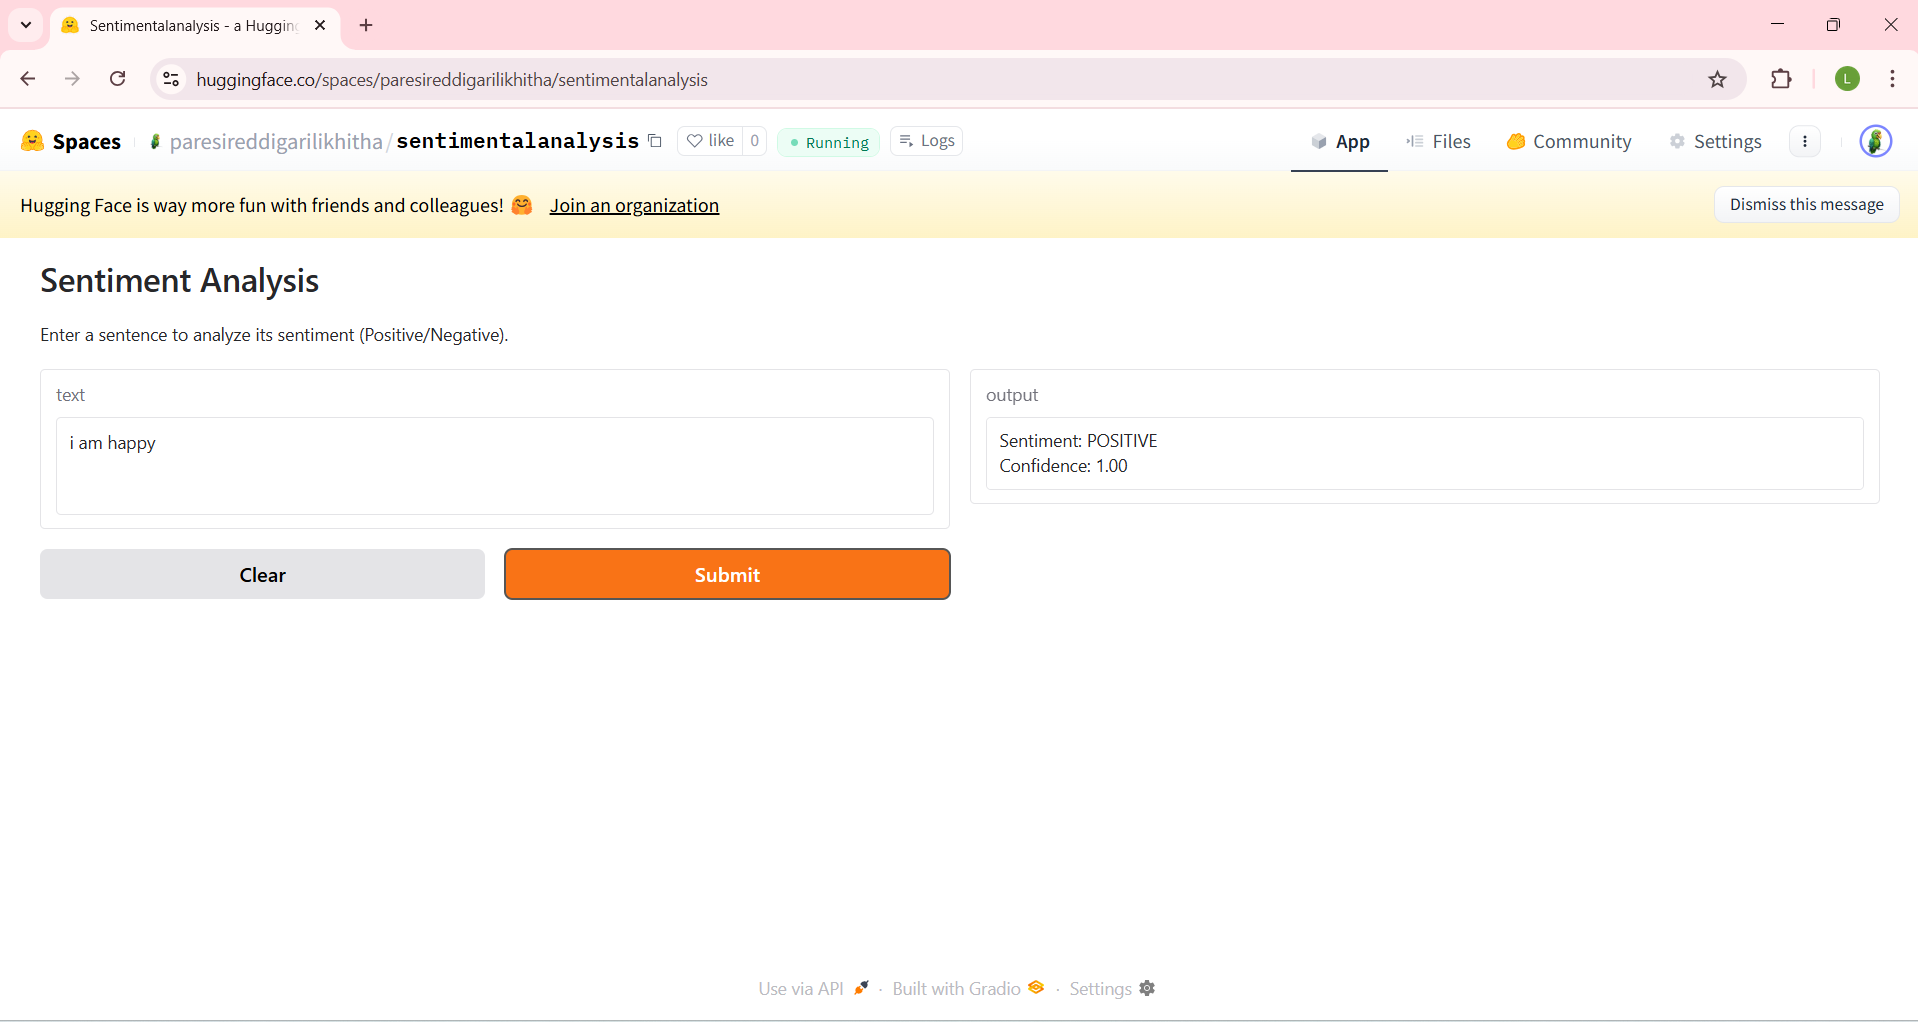 Sentimentalanalysis - a Hugging
huggingface.co/spaces/paresireddigarilikhitha/sentimentalanalysis
L
Spaces paresireddigarilikhitha/sentimentalanalysis like 0 Running Logs App Files Community Settings
Hugging Face is way more fun with friends and colleagues! 🤗 Join an organization Dismiss this message
Sentiment Analysis
Enter a sentence to analyze its sentiment (Positive/Negative).
text
i am happy
output
Sentiment: POSITIVE
Confidence: 1.00
Clear Submit
Use via API · Built with Gradio · Settings